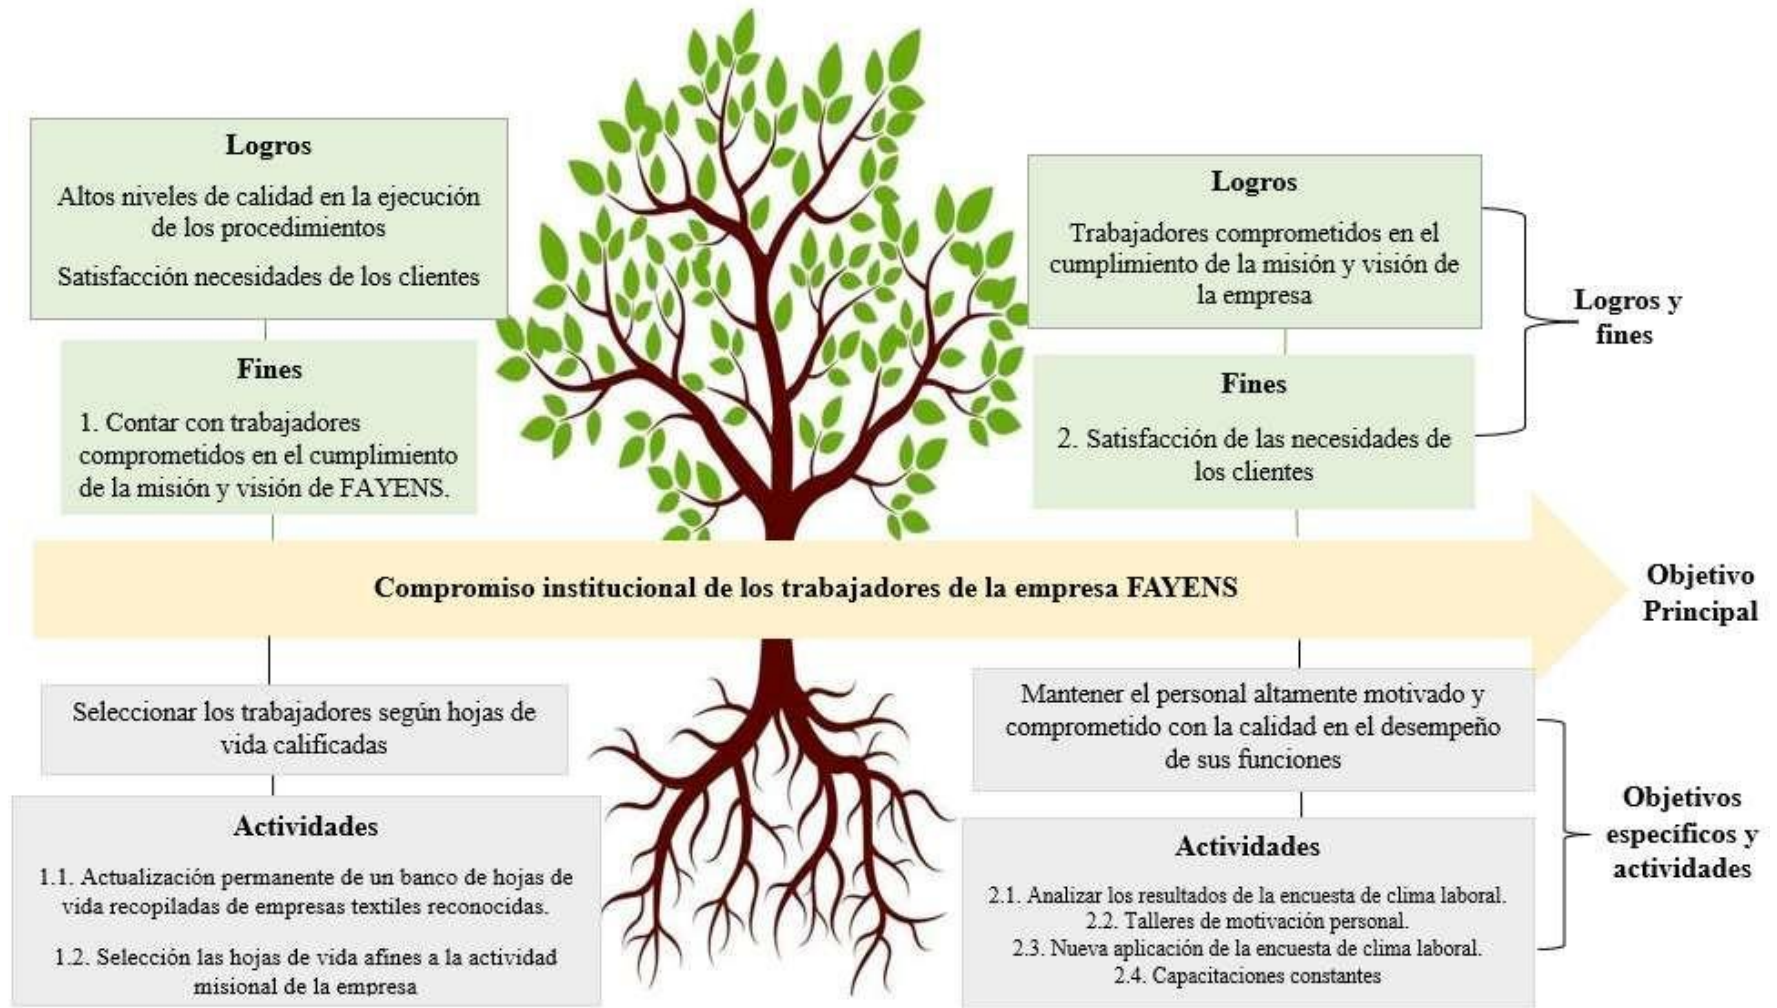 Logros
Altos niveles de calidad en la ejecución
de los procedimientos
Satisfacción necesidades de los clientes
Fines
1. Contar con trabajadores
comprometidos en el cumplimiento
de la misión y visión de FAYENS.
Logros
Trabajadores comprometidos en el
cumplimiento de la misión y visión de
la empresa
Fines
2. Satisfacción de las necesidades de
los clientes
Logros y
fines
Compromiso institucional de los trabajadores de la empresa FAYENS
Objetivo
Principal
Seleccionar los trabajadores según hojas de
vida calificadas
Actividades
1.1. Actualización permanente de un banco de hojas de
vida recopiladas de empresas textiles reconocidas.
1.2. Selección las hojas de vida afines a la actividad
misional de la empresa
Mantener el personal altamente motivado y
comprometido con la calidad en el desempeño
de sus funciones
Actividades
2.1. Analizar los resultados de la encuesta de clima laboral.
2.2. Talleres de motivación personal.
2.3. Nueva aplicación de la encuesta de clima laboral.
2.4. Capacitaciones constantes
Objetivos
específicos y
actividades